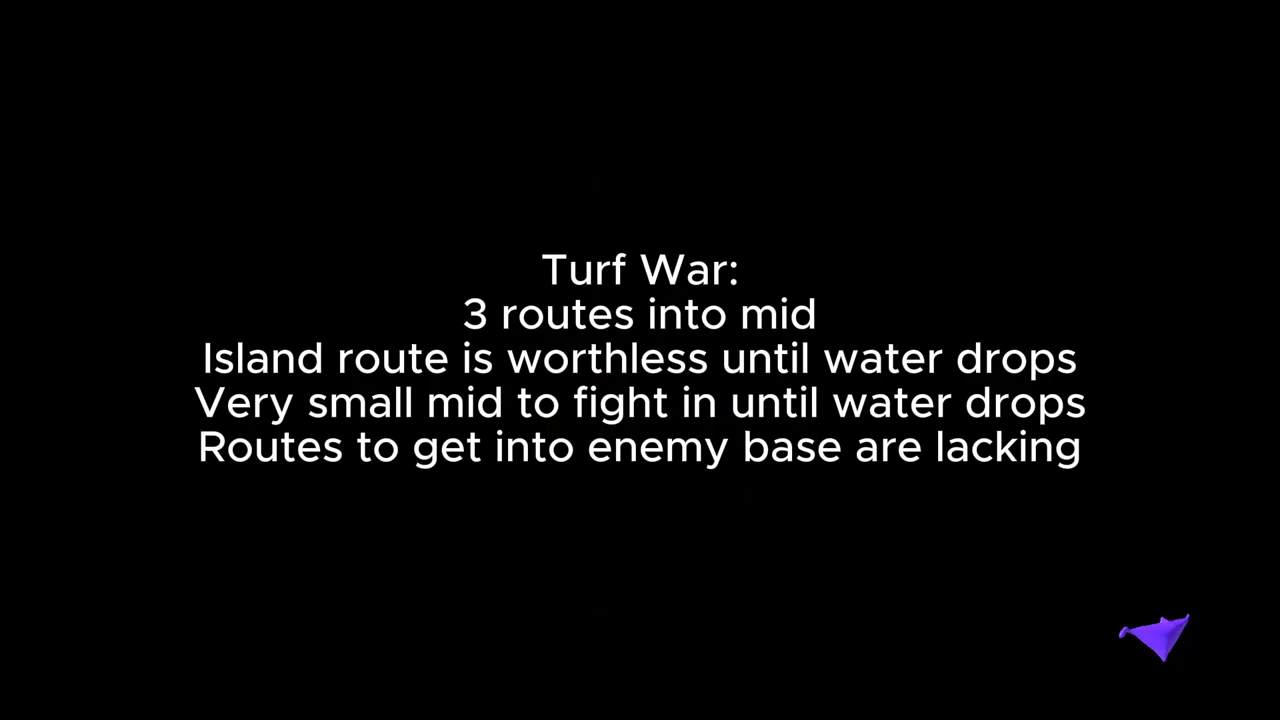 Turf War:
3 routes into mid
Island route is worthless until water drops
Very small mid to fight in until water drops
Routes to get into enemy base are lacking